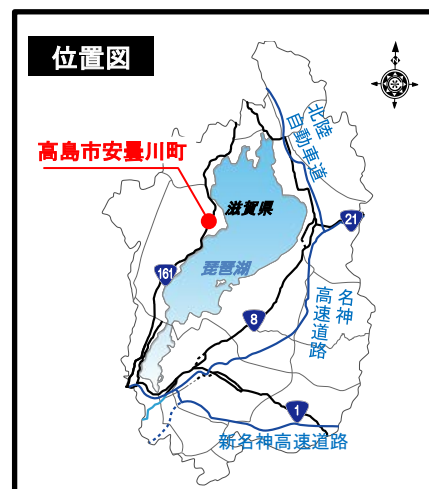 位置図
北陸
自動車道
高島市安曇川町
滋賀県
21
161
琵琶湖
名神
高速道路
8
1
新名神高速道路